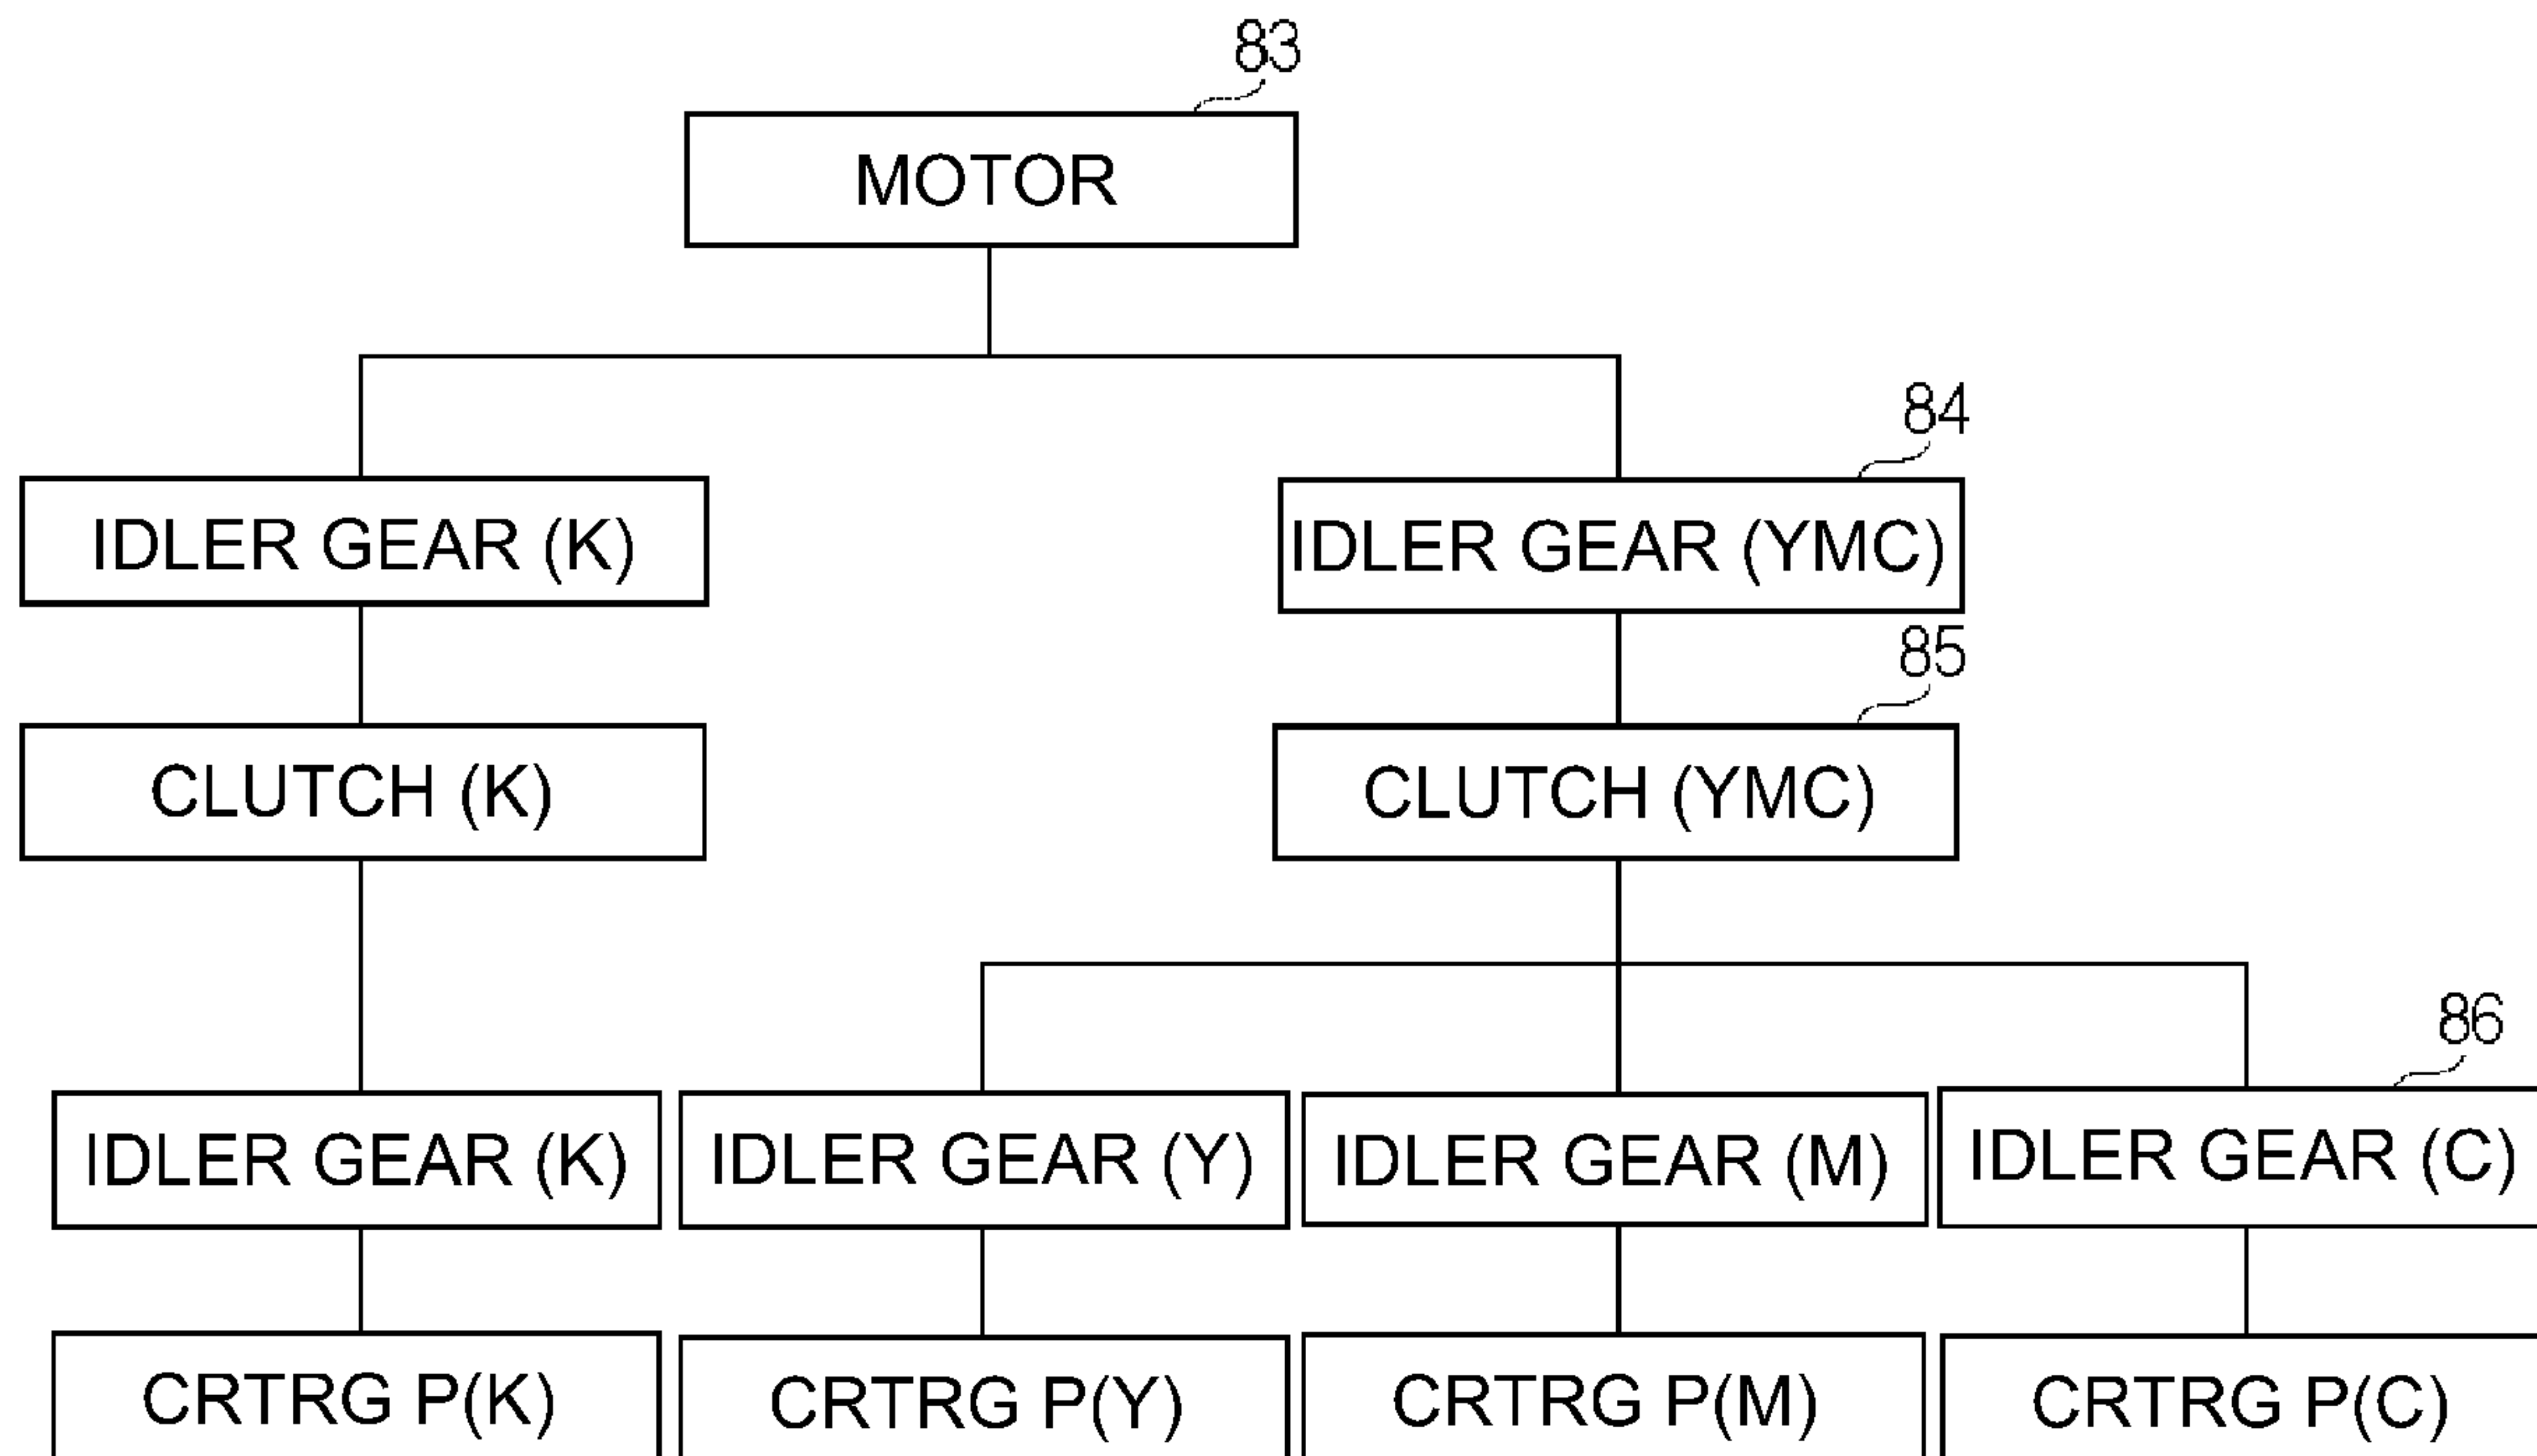 83
MOTOR
84
IDLER GEAR (K)
IDLER GEAR (YMC)
85
CLUTCH (K)
CLUTCH (YMC)
86
IDLER GEAR (K)
IDLER GEAR (Y)
IDLER GEAR (M)
IDLER GEAR (C)
CRTRG P(K)
CRTRG P(Y)
CRTRG P(M)
CRTRG P(C)